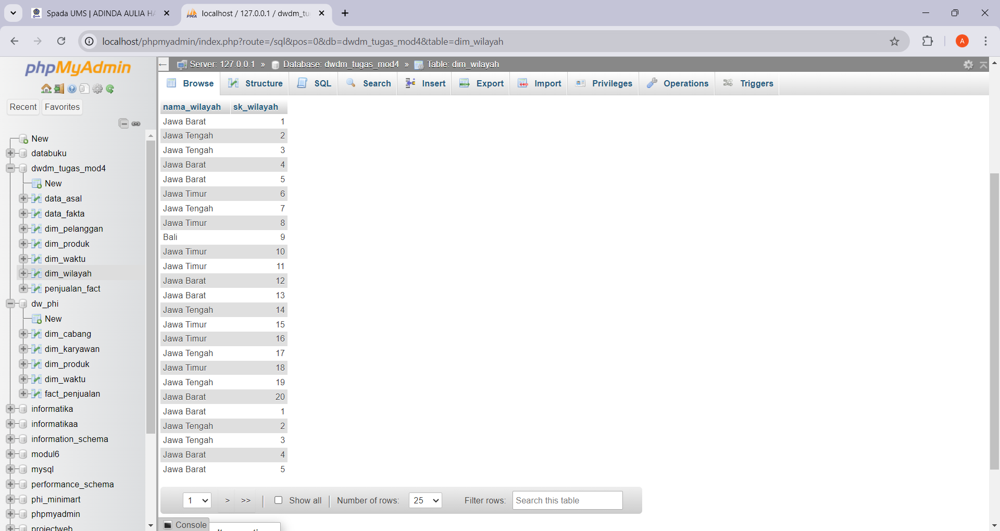 Spada UMS | ADINDA AULIA HA
localhost / 127.0.0.1 / dwdm_tu
localhost/phpmyadmin/index.php?route=/sql&pos=0&db=dwdm_tugas_mod4&table=dim_wilayah
A
phpMyAdmin
Recent Favorites
New
databuku
dwdm_tugas_mod4
New
data_asal
data_fakta
dim_pelanggan
dim_produk
dim_waktu
dim_wilayah
penjualan_fact
dw_phi
New
dim_cabang
dim_karyawan
dim_produk
dim_waktu
fact_penjualan
informatika
informatikaa
information_schema
modul6
mysql
performance_schema
phi_minimart
phpmyadmin
projectweb
Server: 127.0.0.1 » Database: dwdm_tugas_mod4 » Table: dim_wilayah
Browse Structure SQL Search Insert Export Import Privileges Operations Triggers
nama_wilayah sk_wilayah
Jawa Barat 1
Jawa Tengah 2
Jawa Tengah 3
Jawa Barat 4
Jawa Barat 5
Jawa Timur 6
Jawa Tengah 7
Jawa Timur 8
Bali 9
Jawa Timur 10
Jawa Timur 11
Jawa Barat 12
Jawa Barat 13
Jawa Tengah 14
Jawa Timur 15
Jawa Timur 16
Jawa Tengah 17
Jawa Timur 18
Jawa Tengah 19
Jawa Barat 20
Jawa Barat 1
Jawa Tengah 2
Jawa Tengah 3
Jawa Barat 4
Jawa Barat 5
1 > >> | Show all | Number of rows: 25 Filter rows: Search this table
Console